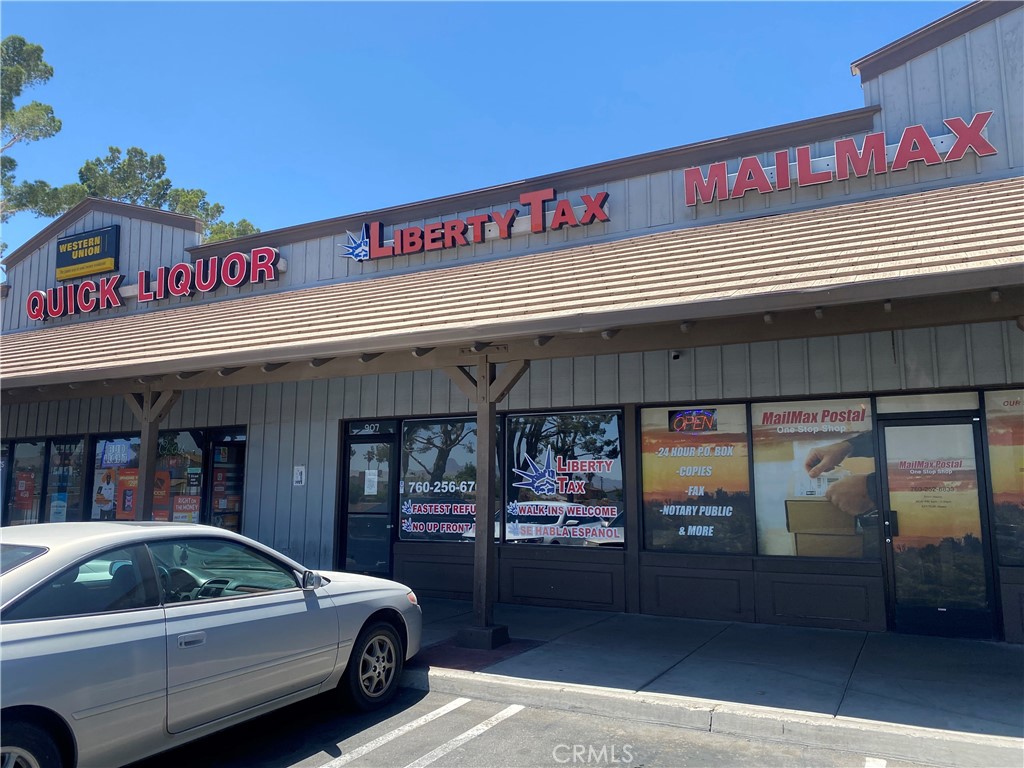 WESTERN
UNION
QUICK LIQUOR
LIBERTY TAX
MAILMAX
907
760-256-67
FASTEST REFU
NO UP FRONT
LIBERTY
TAX
WALK-INS WELCOME
SE HABLA ESPANOL
OPEN
24 HOUR P.O. BOX
-COPIES
-FAX
-NOTARY PUBLIC
& MORE
MailMax Postal
One Stop Shop
MailMax Postal
One Stop Shop
OUR
CRMLS